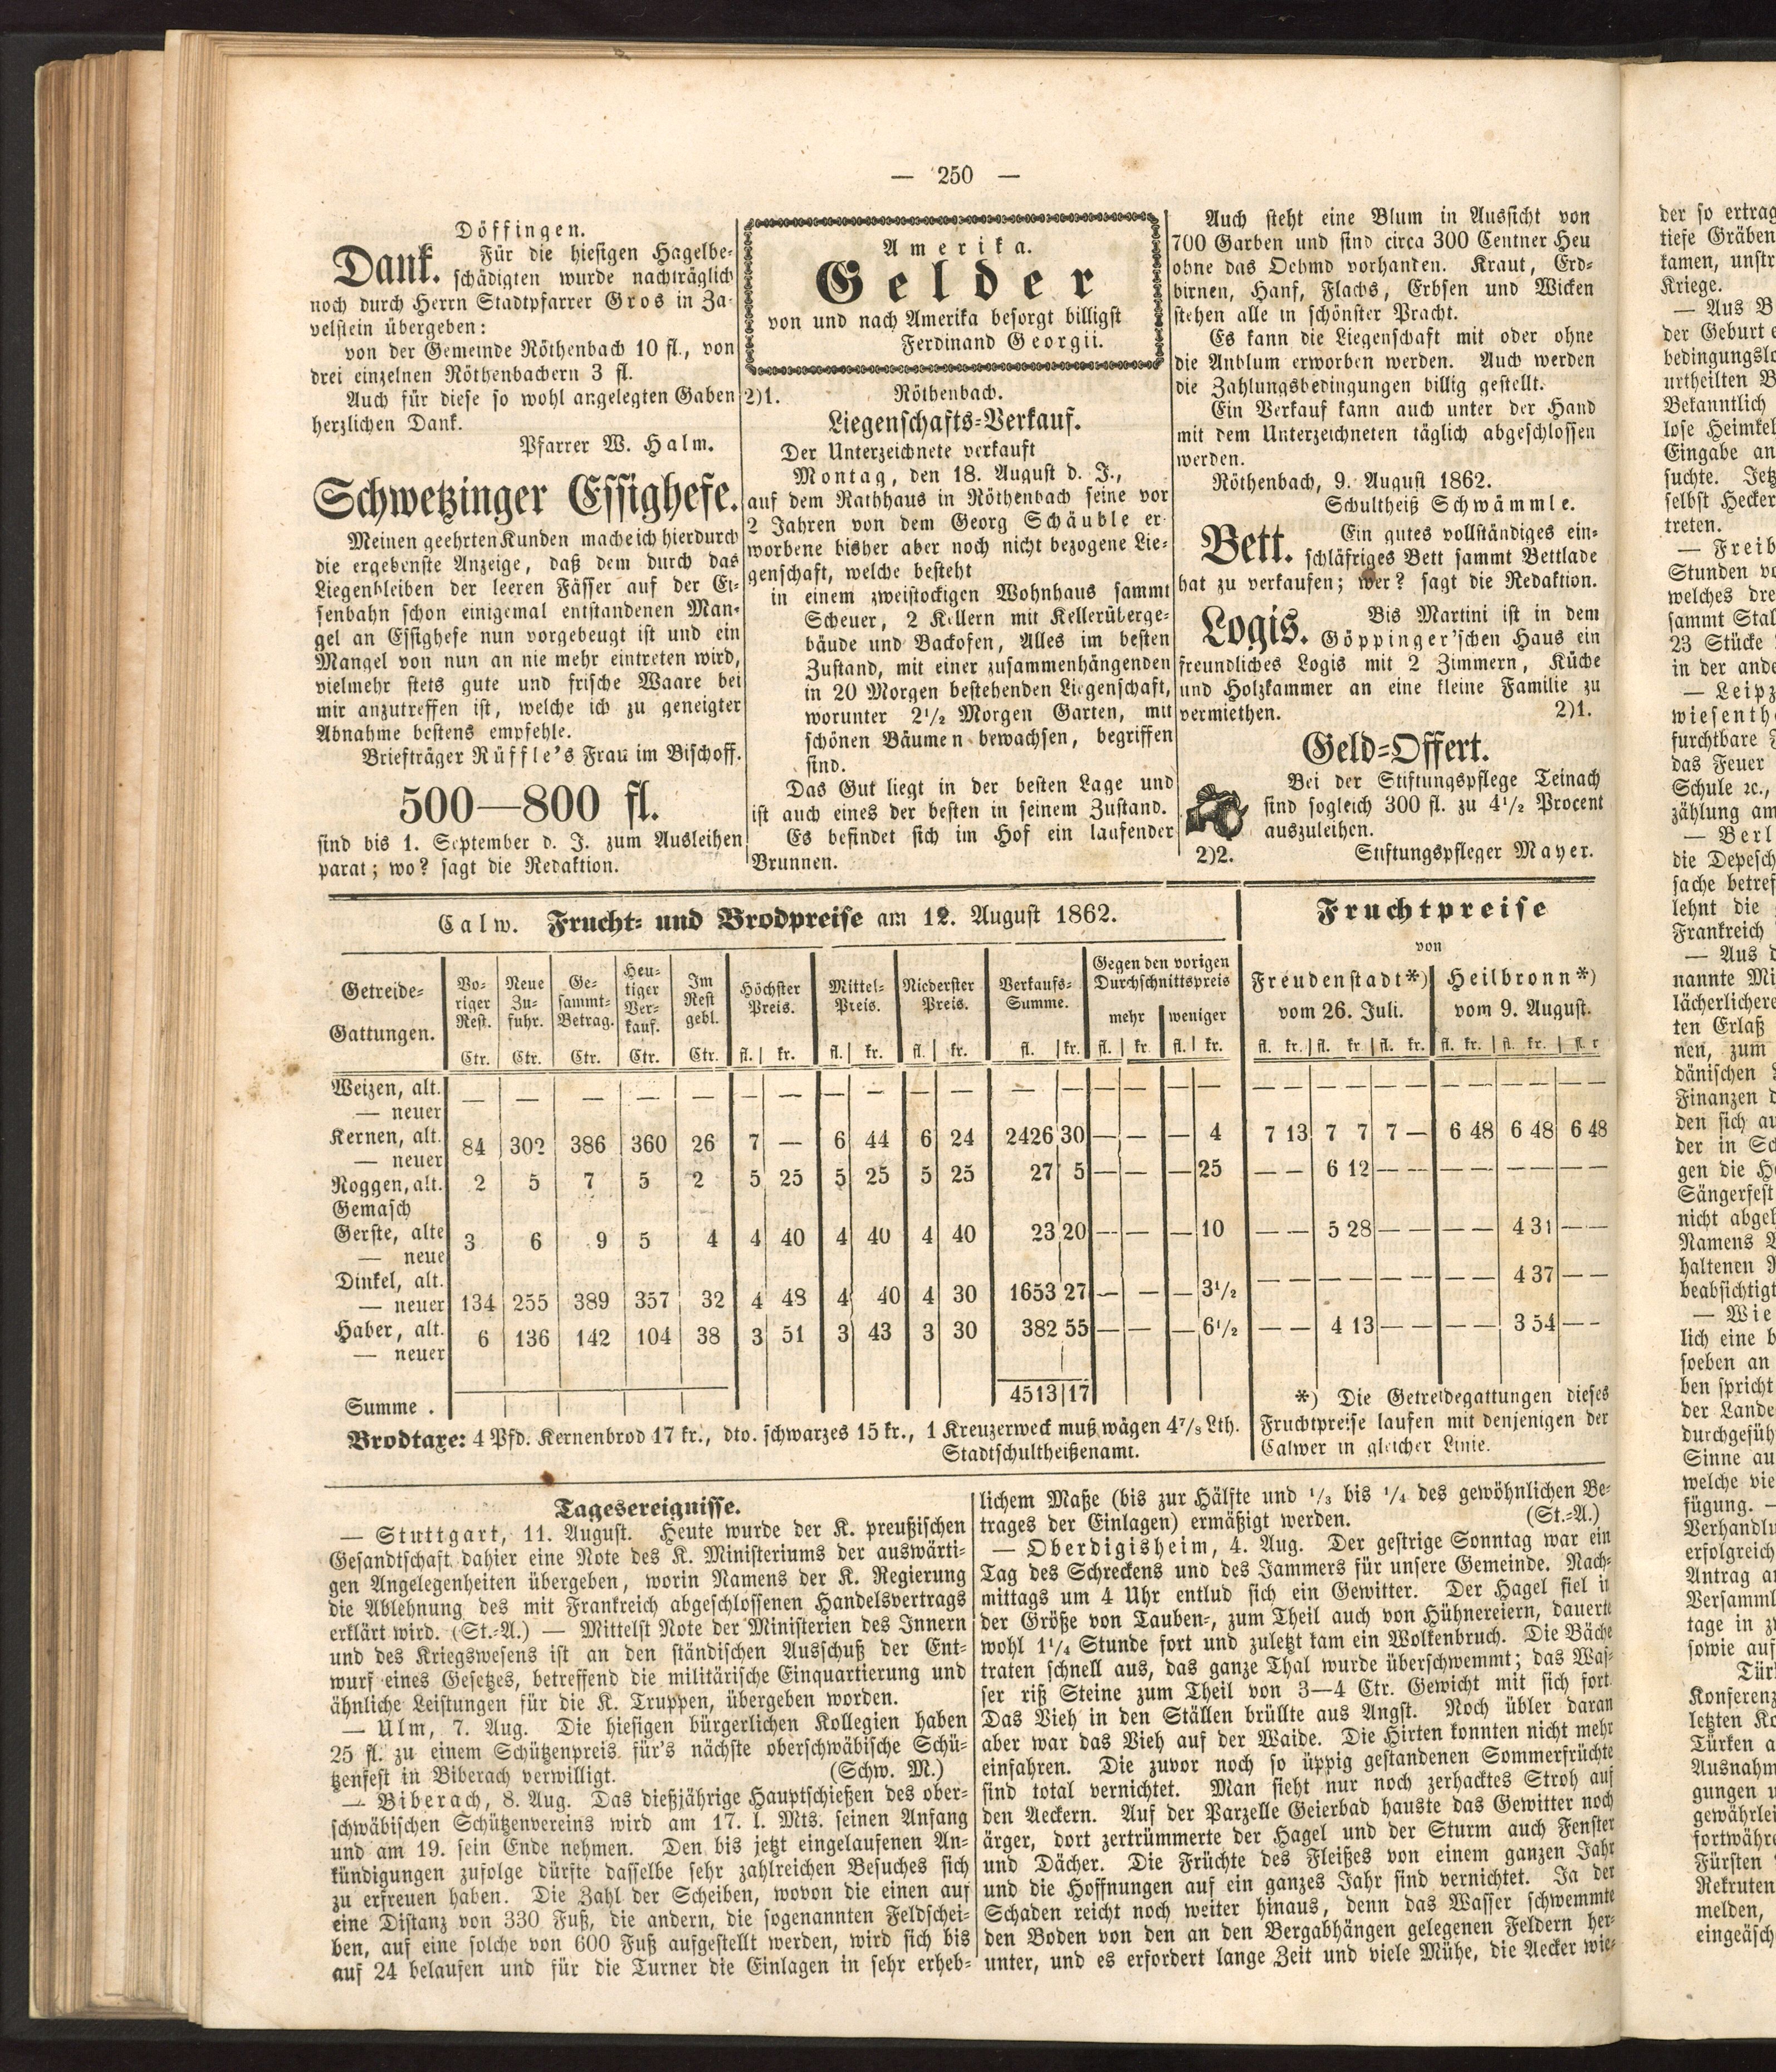 — 250 —
Döffingen.
Dank. Für die hiesigen Hagelbe-
schädigten wurde nachträglich
noch durch Herrn Stadtpfarrer Gros in Za-
velstein übergeben:
von der Gemeinde Röthenbach 10 fl., von
drei einzelnen Röthenbachern 3 fl.
Auch für diese so wohl angelegten Gaben
herzlichen Dank.
Pfarrer W. Halm.
Schwetzinger Essighefe.
Meinen geehrten Kunden mache ich hierdurch
die ergebenste Anzeige, daß dem durch das
Liegenbleiben der leeren Fässer auf der Ei-
senbahn schon einigemal entstandenen Man-
gel an Essighefe nun vorgebeugt ist und ein
Mangel von nun an nie mehr eintreten wird,
vielmehr stets gute und frische Waare bei
mir anzutreffen ist, welche ich zu geneigter
Abnahme bestens empfehle.
Briefträger Rüffle's Frau im Bischoff.
500—800 fl.
sind bis 1. September d. J. zum Ausleihen
parat; wo? sagt die Redaktion.
Amerika.
Gelder
von und nach Amerika besorgt billigst
Ferdinand Georgii.
2)1. Röthenbach.
Liegenschafts-Verkauf.
Der Unterzeichnete verkauft
Montag, den 18. August d. J.,
auf dem Rathhaus in Röthenbach seine vor
2 Jahren von dem Georg Schäuble er
worbene bisher aber noch nicht bezogene Lie-
genschaft, welche besteht
in einem zweistockigen Wohnhaus sammt
Scheuer, 2 Kellern mit Kellerüberge-
bäude und Backofen, Alles im besten
Zustand, mit einer zusammenhängenden
in 20 Morgen bestehenden Liegenschaft,
worunter 2 1/2 Morgen Garten, mit
schönen Bäumen bewachsen, begriffen
sind.
Das Gut liegt in der besten Lage und
ist auch eines der besten in seinem Zustand.
Es befindet sich im Hof ein laufender
Brunnen.
Auch steht eine Blum in Aussicht von
700 Garben und sind circa 300 Centner Heu
ohne das Oehmd vorhanden. Kraut, Erd-
birnen, Hanf, Flachs, Erbsen und Wicken
stehen alle in schönster Pracht.
Es kann die Liegenschaft mit oder ohne
die Anblum erworben werden. Auch werden
die Zahlungsbedingungen billig gestellt.
Ein Verkauf kann auch unter der Hand
mit dem Unterzeichneten täglich abgeschlossen
werden.
Röthenbach, 9. August 1862.
Schultheiß Schwämmle.
Bett. Ein gutes vollständiges ein-
schläfriges Bett sammt Bettlade
hat zu verkaufen; wer? sagt die Redaktion.
Logis. Bis Martini ist in dem
Göppinger'schen Haus ein
freundliches Logis mit 2 Zimmern, Küche
und Holzkammer an eine kleine Familie zu
vermiethen. 2)1.
Geld-Offert.
Bei der Stiftungspflege Teinach
sind sogleich 300 fl. zu 4 1/2 Procent
auszuleihen.
2)2. Stiftungspfleger Mayer.
Calw. Frucht- und Brodpreise am 12. August 1862.
Getreide-Gattungen. | Voriger Rest. | Neue Zufuhr. | Gesammt-Betrag. | Heutiger Verkauf. | Im Rest gebl. | Höchster Preis. | Mittel-Preis. | Niederster Preis. | Verkaufs-Summe. | Gegen den vorigen Durchschnittspreis mehr | weniger
Ctr. | Ctr. | Ctr. | Ctr. | Ctr. | fl. | kr. | fl. | kr. | fl. | kr. | fl. | kr. | fl. | kr. | fl. | kr.
Weizen, alt. — — — — — — — — — — — — — — — — —
— neuer
Kernen, alt. 84 302 386 360 26 7 — 6 44 6 24 2426 30 — — — 4
— neuer
Roggen, alt. 2 5 7 5 2 5 25 5 25 5 25 27 5 — — — 25
Gemasch
Gerste, alte 3 6 9 5 4 4 40 4 40 4 40 23 20 — — — 10
— neue
Dinkel, alt.
— neuer 134 255 389 357 32 4 48 4 40 4 30 1653 27 — — — 3 1/2
Haber, alt. 6 136 142 104 38 3 51 3 43 3 30 382 55 — — — 6 1/2
— neuer
Summe . 4513 17
Brodtaxe: 4 Pfd. Kernenbrod 17 kr., dto. schwarzes 15 kr., 1 Kreuzerweck muß wägen 4 7/8 Lth.
Stadtschultheißenamt.
Fruchtpreise
von
Freudenstadt*) | Heilbronn*)
vom 26. Juli. | vom 9. August.
fl. kr. | fl. kr | fl. kr. | fl. kr. | fl. kr. | fl r
— — — — — — — — — — — —
7 13 7 7 7 — 6 48 6 48 6 48
— — 6 12 — — — — — — — —
— — 5 28 — — — — 4 31 — —
— — — — — — — — 4 37 — —
— — 4 13 — — — — 3 54 — —
*) Die Getreidegattungen dieses
Fruchtpreise laufen mit denjenigen der
Calwer in gleicher Linie.
Tagesereignisse.
— Stuttgart, 11. August. Heute wurde der K. preußischen
Gesandtschaft dahier eine Note des K. Ministeriums der auswärti-
gen Angelegenheiten übergeben, worin Namens der K. Regierung
die Ablehnung des mit Frankreich abgeschlossenen Handelsvertrags
erklärt wird. (St.-A.) — Mittelst Note der Ministerien des Innern
und des Kriegswesens ist an den ständischen Ausschuß der Ent-
wurf eines Gesetzes, betreffend die militärische Einquartierung und
ähnliche Leistungen für die K. Truppen, übergeben worden.
— Ulm, 7. Aug. Die hiesigen bürgerlichen Kollegien haben
25 fl. zu einem Schützenpreis für's nächste oberschwäbische Schü-
tzenfest in Biberach verwilligt. (Schw. M.)
— Biberach, 8. Aug. Das dießjährige Hauptschießen des ober-
schwäbischen Schützenvereins wird am 17. l. Mts. seinen Anfang
und am 19. sein Ende nehmen. Den bis jetzt eingelaufenen An-
kündigungen zufolge dürfte dasselbe sehr zahlreichen Besuches sich
zu erfreuen haben. Die Zahl der Scheiben, wovon die einen auf
eine Distanz von 330 Fuß, die andern, die sogenannten Feldschei-
ben, auf eine solche von 600 Fuß aufgestellt werden, wird sich bis
auf 24 belaufen und für die Turner die Einlagen in sehr erheb-
lichem Maße (bis zur Hälfte und 1/3 bis 1/4 des gewöhnlichen Be-
trages der Einlagen) ermäßigt werden. (St.-A.)
— Oberdigisheim, 4. Aug. Der gestrige Sonntag war ein
Tag des Schreckens und des Jammers für unsere Gemeinde. Nach-
mittags um 4 Uhr entlud sich ein Gewitter. Der Hagel fiel in
der Größe von Tauben-, zum Theil auch von Hühnereiern, dauerte
wohl 1 1/4 Stunde fort und zuletzt kam ein Wolkenbruch. Die Bäche
traten schnell aus, das ganze Thal wurde überschwemmt; das Was-
ser riß Steine zum Theil von 3—4 Ctr. Gewicht mit sich fort.
Das Vieh in den Ställen brüllte aus Angst. Noch übler daran
aber war das Vieh auf der Waide. Die Hirten konnten nicht mehr
einfahren. Die zuvor noch so üppig gestandenen Sommerfrüchte
sind total vernichtet. Man sieht nur noch zerhacktes Stroh auf
den Aeckern. Auf der Parzelle Geierbad hauste das Gewitter noch
ärger, dort zertrümmerte der Hagel und der Sturm auch Fenster
und Dächer. Die Früchte des Fleißes von einem ganzen Jahr
und die Hoffnungen auf ein ganzes Jahr sind vernichtet. Ja der
Schaden reicht noch weiter hinaus, denn das Wasser schwemmte
den Boden von den an den Bergabhängen gelegenen Feldern her-
unter, und es erfordert lange Zeit und viele Mühe, die Aecker wie-